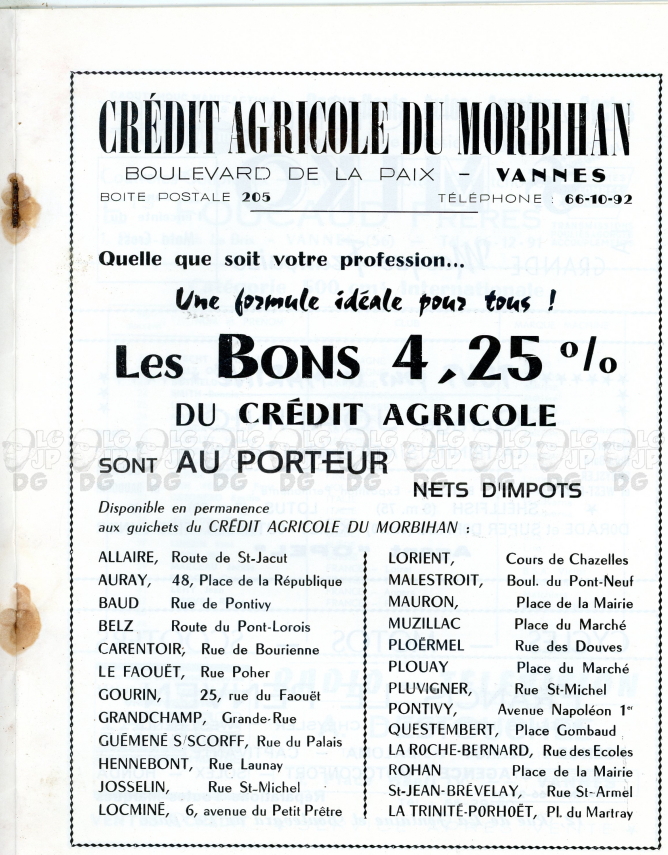 CRÉDIT AGRICOLE DU MORBIHAN
BOULEVARD DE LA PAIX – VANNES
BOITE POSTALE 205 TÉLÉPHONE : 66-10-92
Quelle que soit votre profession...
Une formule idéale pour tous !
Les BONS 4,25 %
DU CRÉDIT AGRICOLE
SONT AU PORTEUR
NETS D'IMPOTS
Disponible en permanence
aux guichets du CRÉDIT AGRICOLE DU MORBIHAN :
ALLAIRE, Route de St-Jacut
AURAY, 48, Place de la République
BAUD Rue de Pontivy
BELZ Route du Pont-Lorois
CARENTOIR, Rue de Bourienne
LE FAOUËT, Rue Poher
GOURIN, 25, rue du Faouët
GRANDCHAMP, Grande-Rue
GUÉMENÉ S/SCORFF, Rue du Palais
HENNEBONT, Rue Launay
JOSSELIN, Rue St-Michel
LOCMINÉ, 6, avenue du Petit Prêtre
LORIENT, Cours de Chazelles
MALESTROIT, Boul. du Pont-Neuf
MAURON, Place de la Mairie
MUZILLAC Place du Marché
PLOËRMEL Rue des Douves
PLOUAY Place du Marché
PLUVIGNER, Rue St-Michel
PONTIVY, Avenue Napoléon 1er
QUESTEMBERT, Place Gombaud
LA ROCHE-BERNARD, Rue des Ecoles
ROHAN Place de la Mairie
St-JEAN-BRÉVELAY, Rue St-Armel
LA TRINITÉ-PORHOËT, Pl. du Martray